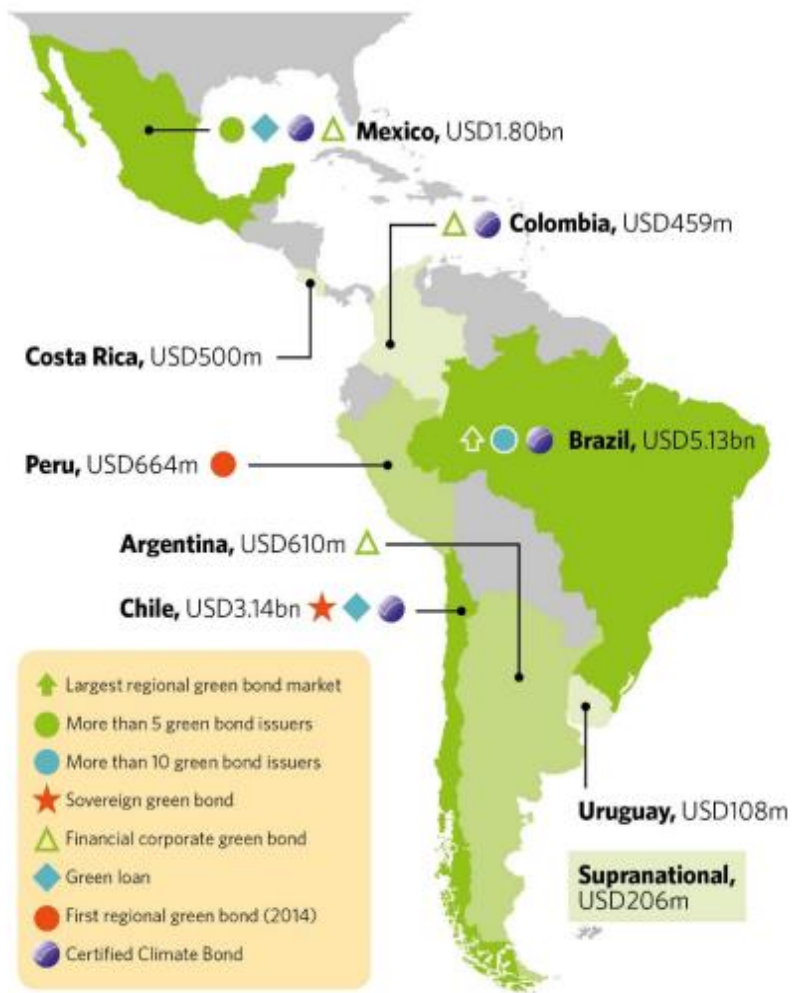 Mexico, USD1.80bn
Colombia, USD459m
Costa Rica, USD500m
Brazil, USD5.13bn
Peru, USD664m
Argentina, USD610m
Chile, USD3.14bn
Largest regional green bond market
More than 5 green bond issuers
More than 10 green bond issuers
Sovereign green bond
Financial corporate green bond
Green loan
First regional green bond (2014)
Certified Climate Bond
Uruguay, USD108m
Supranational,
USD206m